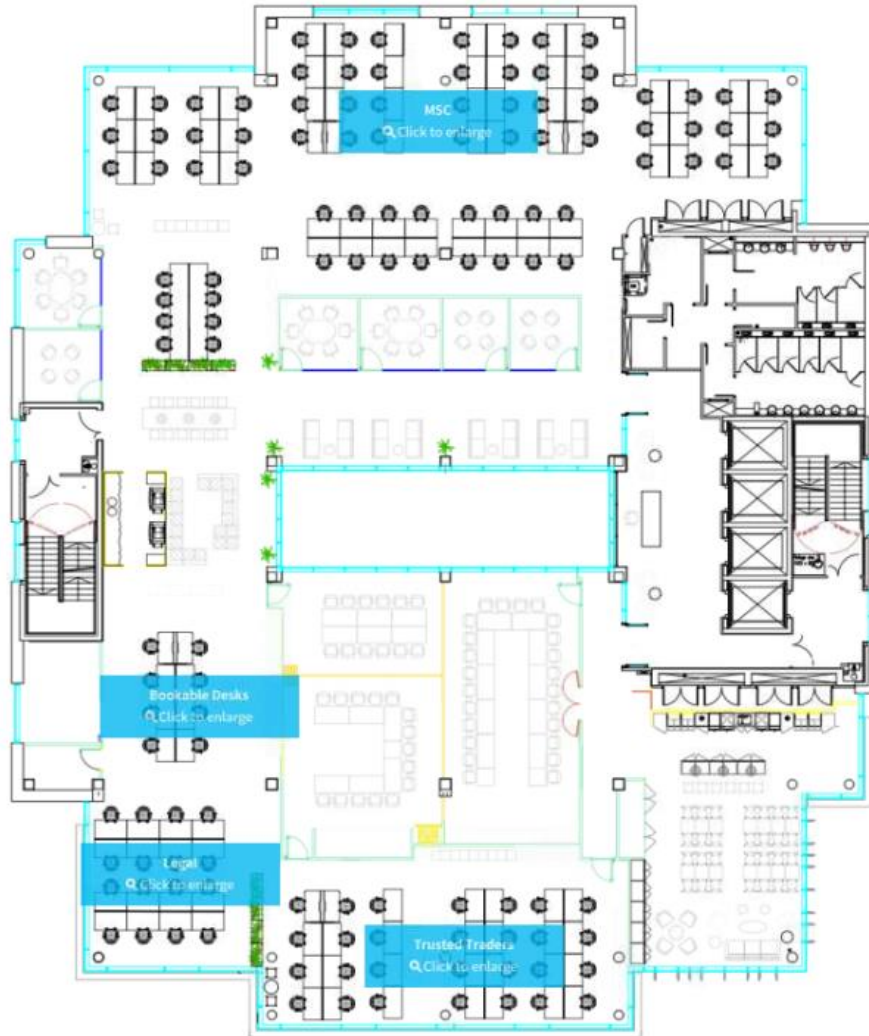 MSC
Click to enlarge
Bookable Desks
Click to enlarge
Legal
Click to enlarge
Trusted Traders
Click to enlarge